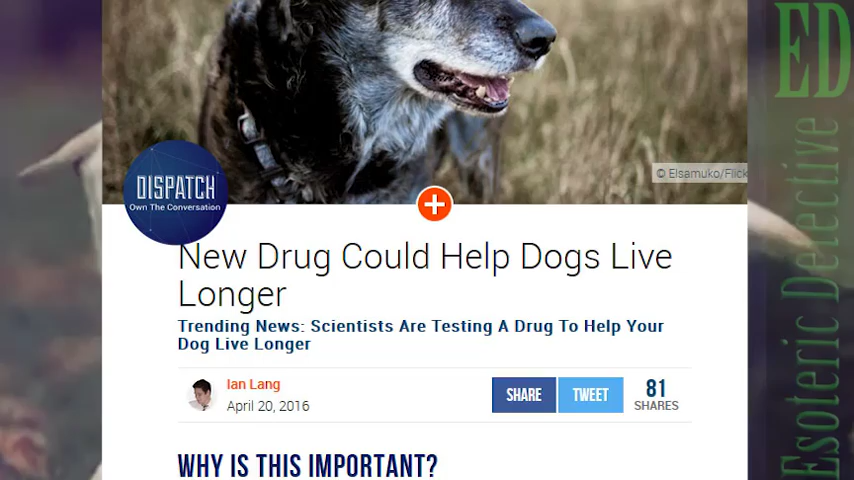 ED
Esoteric Detective
© Elsamuko/Flick
DISPATCH
Own The Conversation
New Drug Could Help Dogs Live
Longer
Trending News: Scientists Are Testing A Drug To Help Your
Dog Live Longer
Ian Lang
April 20, 2016
SHARE
TWEET
81
SHARES
WHY IS THIS IMPORTANT?